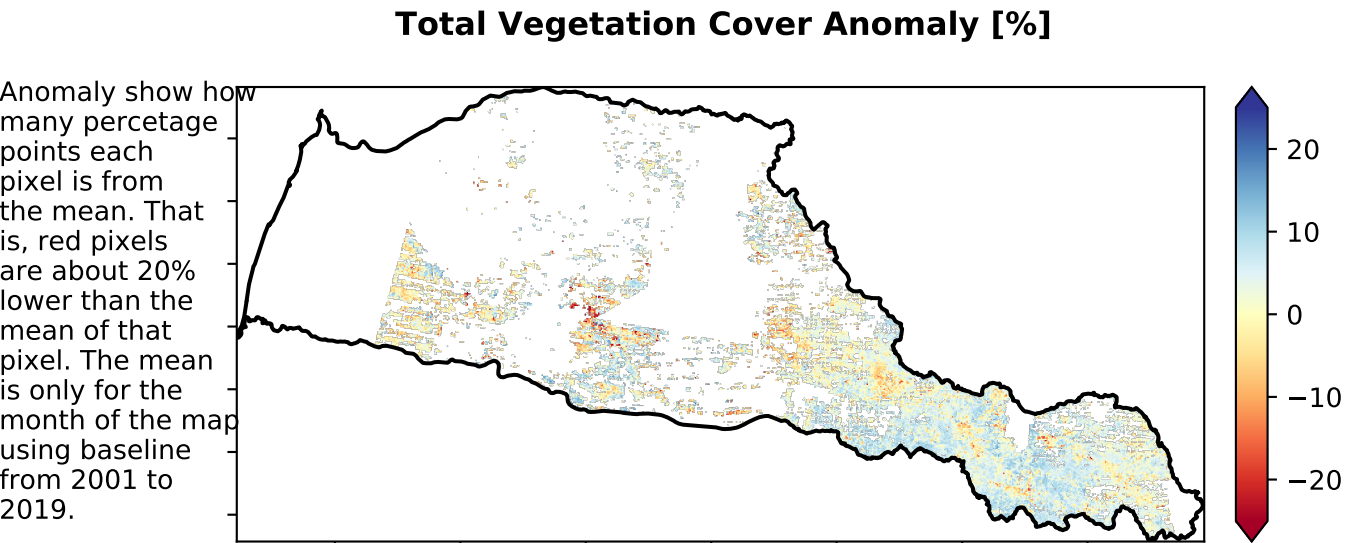 Total Vegetation Cover Anomaly [%]
Anomaly show how
many percetage
points each
pixel is from
the mean. That
is, red pixels
are about 20%
lower than the
mean of that
pixel. The mean
is only for the
month of the map
using baseline
from 2001 to
2019.
20
10
0
−10
−20